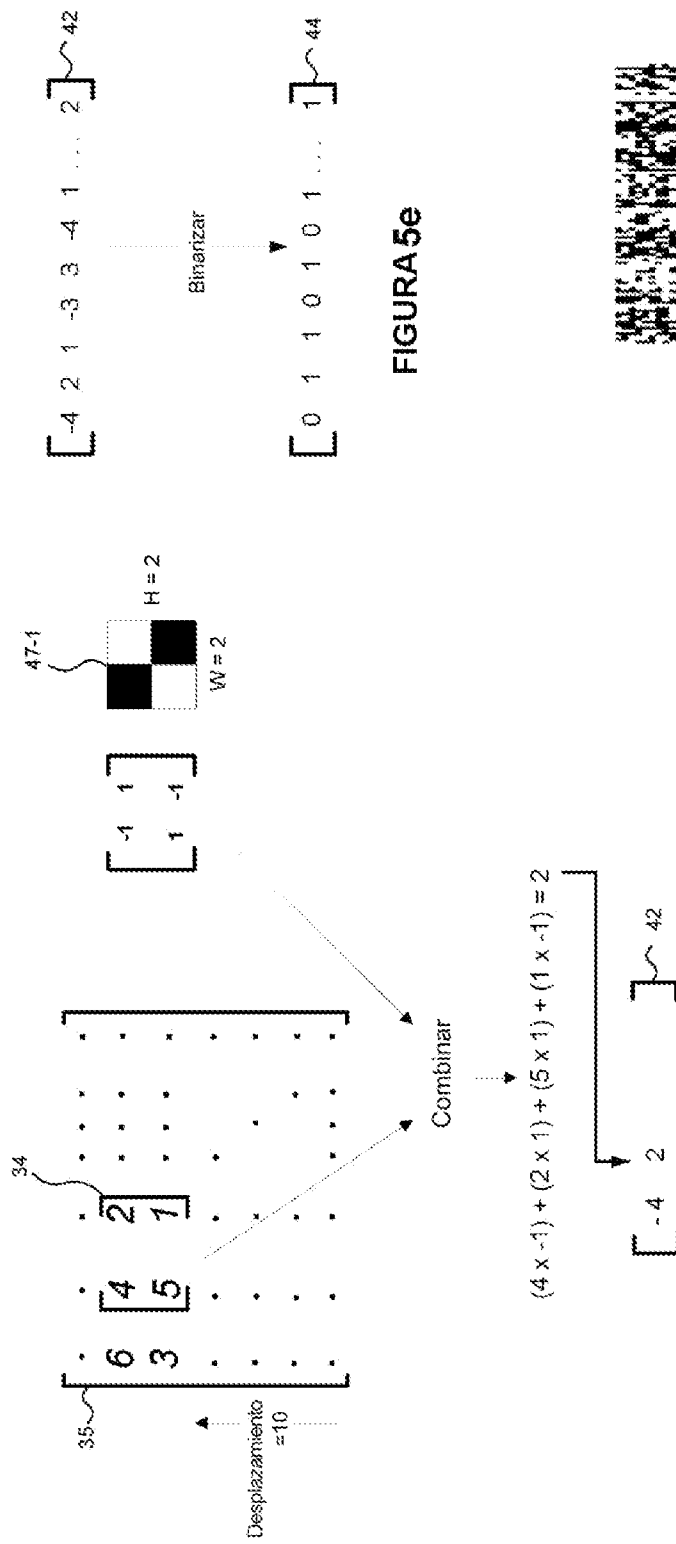 35
34
6 4 2
3 5 1
Desplazamiento
=10
-1 1
1 -1
47-1
H = 2
W = 2
Combinar
(4 x -1) + (2 x 1) + (5 x 1) + (1 x -1) = 2
- 4 2
42
-4 2 1 -3 3 -4 1 ... 2
42
Binarizar
0 1 1 0 1 0 1 ... 1
44
FIGURA 5e